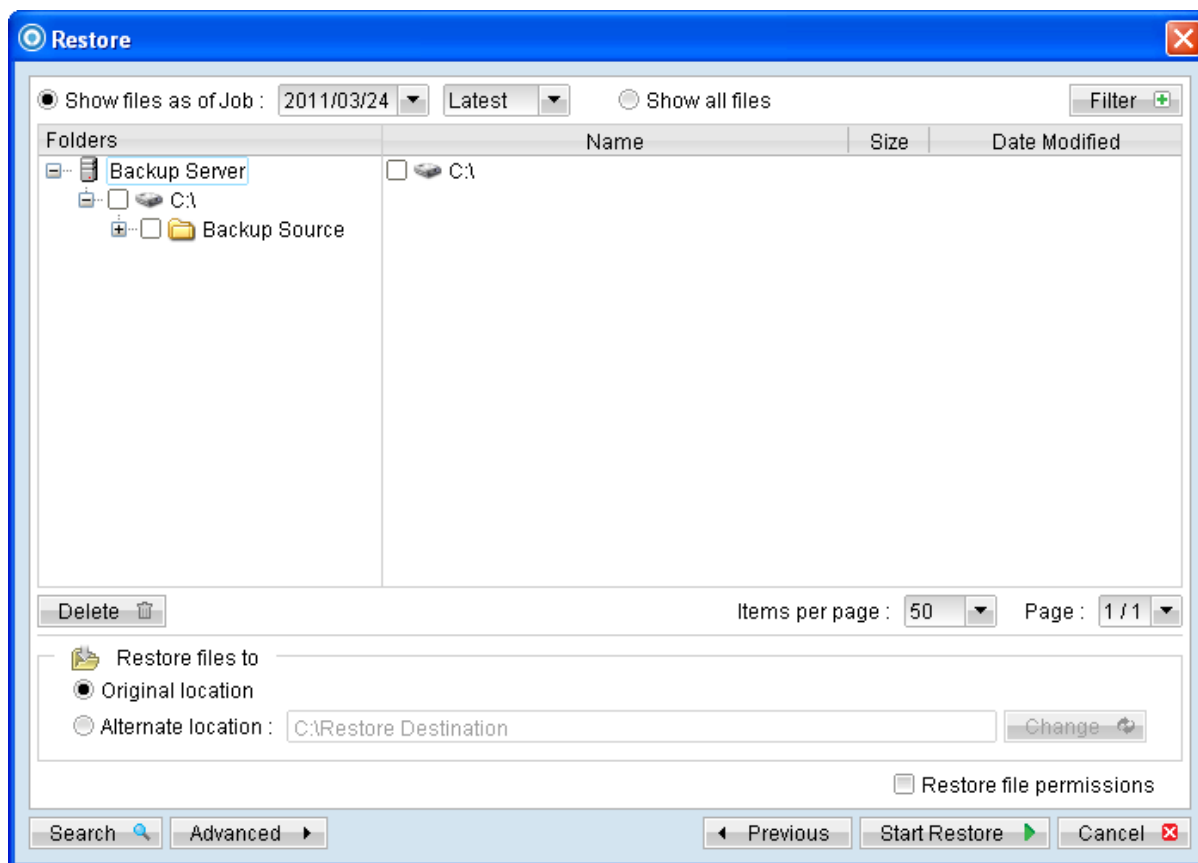 Restore
Show files as of Job : 2011/03/24 Latest Show all files Filter
Folders Name Size Date Modified
Backup Server C:\
C:\
Backup Source
Delete Items per page : 50 Page : 1 / 1
Restore files to
Original location
Alternate location : C:\Restore Destination Change
Restore file permissions
Search Advanced Previous Start Restore Cancel